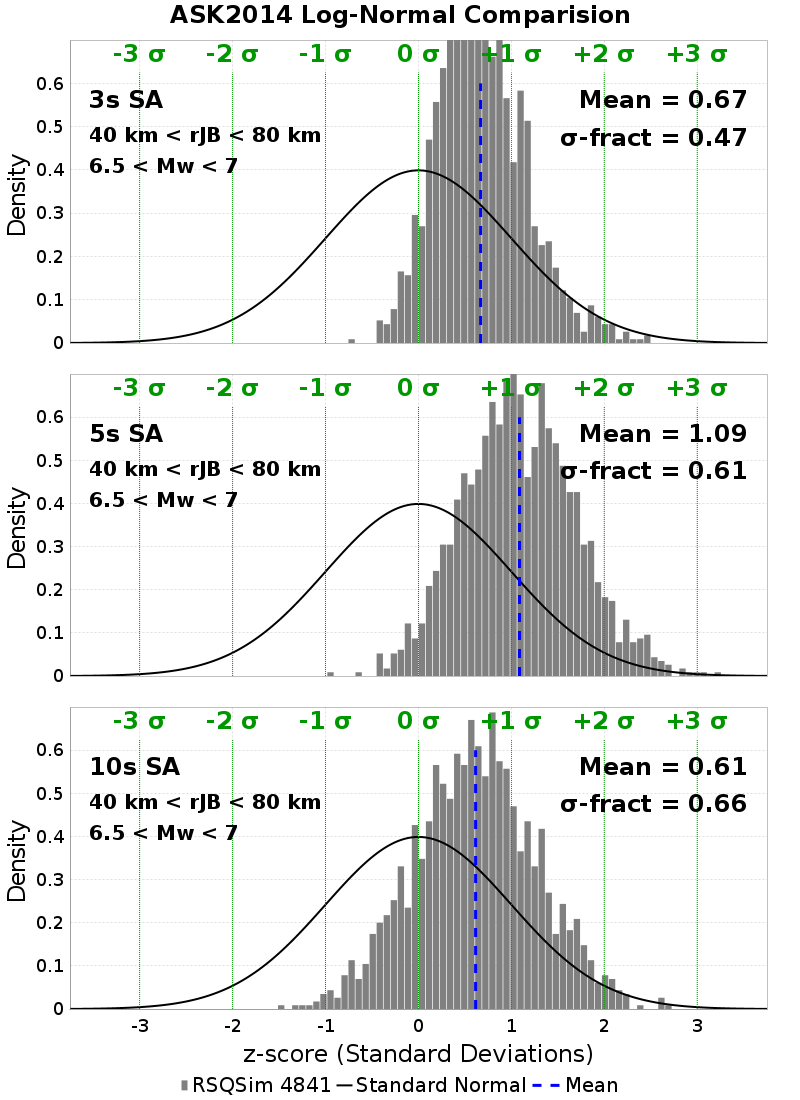 ASK2014 Log-Normal Comparision
-3 σ -2 σ -1 σ 0 σ +1 σ +2 σ +3 σ
3s SA
40 km < rJB < 80 km
6.5 < Mw < 7
Mean = 0.67
σ-fract = 0.47
Density
0.6
0.5
0.4
0.3
0.2
0.1
0
-3 σ -2 σ -1 σ 0 σ +1 σ +2 σ +3 σ
5s SA
40 km < rJB < 80 km
6.5 < Mw < 7
Mean = 1.09
σ-fract = 0.61
Density
0.6
0.5
0.4
0.3
0.2
0.1
0
-3 σ -2 σ -1 σ 0 σ +1 σ +2 σ +3 σ
10s SA
40 km < rJB < 80 km
6.5 < Mw < 7
Mean = 0.61
σ-fract = 0.66
Density
0.6
0.5
0.4
0.3
0.2
0.1
0
-3 -2 -1 0 1 2 3
z-score (Standard Deviations)
RSQSim 4841 Standard Normal Mean